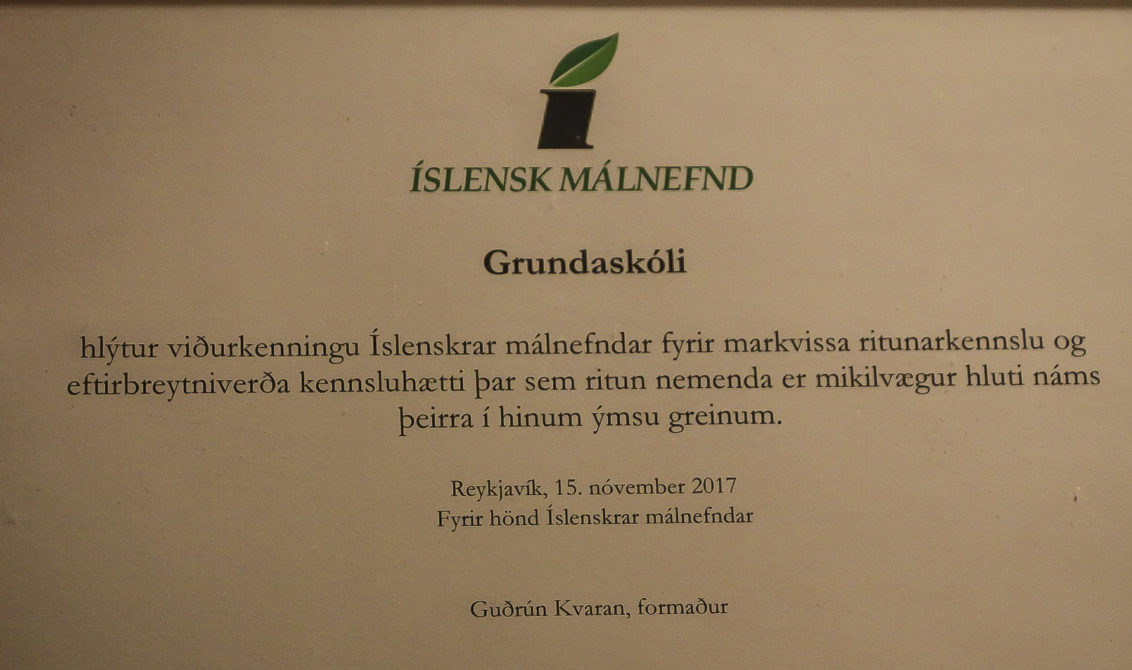 ÍSLENSK MÁLNEFND
Grundaskóli
hlýtur viðurkenningu Íslenskrar málnefndar fyrir markvissa ritunarkennslu og
eftirbreytniverða kennsluhætti þar sem ritun nemenda er mikilvægur hluti náms
þeirra í hinum ýmsu greinum.
Reykjavík, 15. nóvember 2017
Fyrir hönd Íslenskrar málnefndar
Guðrún Kvaran, formaður